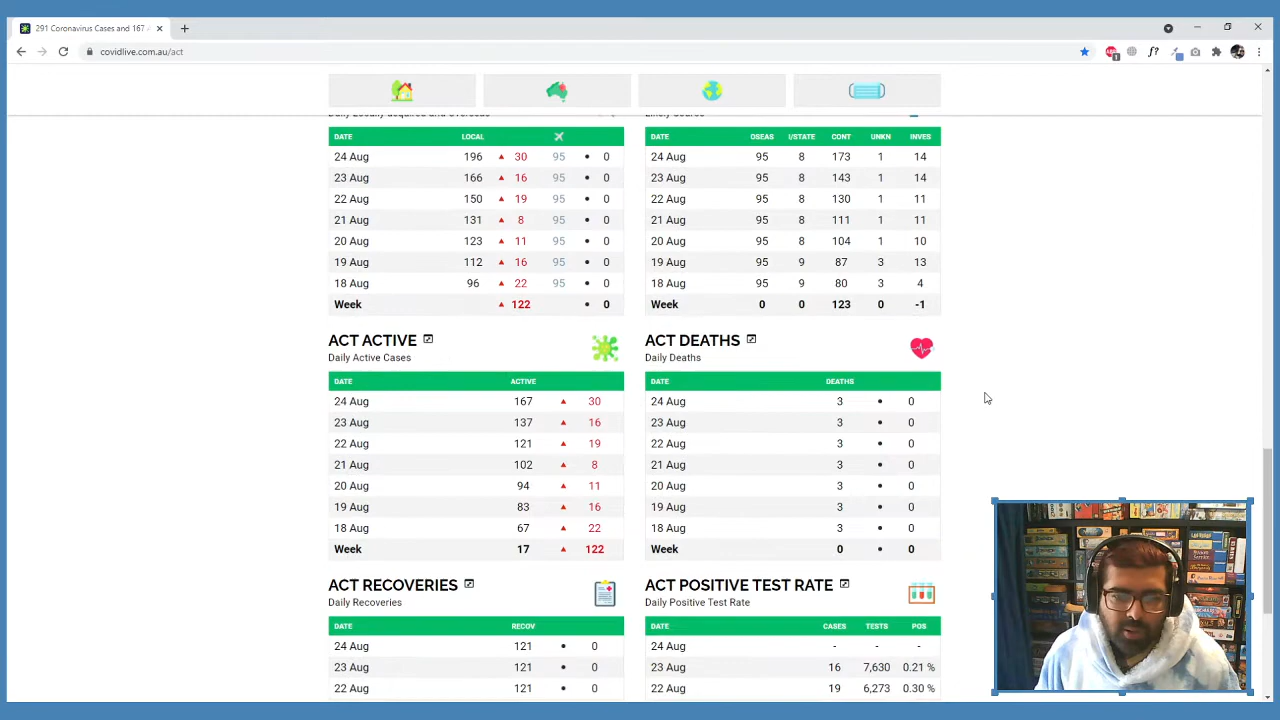 291 Coronavirus Cases and 167
covidlive.com.au/act
Daily Locally acquired and Overseas
DATE LOCAL
24 Aug 196 ▲ 30 95 • 0
23 Aug 166 ▲ 16 95 • 0
22 Aug 150 ▲ 19 95 • 0
21 Aug 131 ▲ 8 95 • 0
20 Aug 123 ▲ 11 95 • 0
19 Aug 112 ▲ 16 95 • 0
18 Aug 96 ▲ 22 95 • 0
Week ▲ 122 • 0
Likely Source
DATE OSEAS I/STATE CONT UNKN INVES
24 Aug 95 8 173 1 14
23 Aug 95 8 143 1 14
22 Aug 95 8 130 1 11
21 Aug 95 8 111 1 11
20 Aug 95 8 104 1 10
19 Aug 95 9 87 3 13
18 Aug 95 9 80 3 4
Week 0 0 123 0 -1
ACT ACTIVE
Daily Active Cases
DATE ACTIVE
24 Aug 167 ▲ 30
23 Aug 137 ▲ 16
22 Aug 121 ▲ 19
21 Aug 102 ▲ 8
20 Aug 94 ▲ 11
19 Aug 83 ▲ 16
18 Aug 67 ▲ 22
Week 17 ▲ 122
ACT DEATHS
Daily Deaths
DATE DEATHS
24 Aug 3 • 0
23 Aug 3 • 0
22 Aug 3 • 0
21 Aug 3 • 0
20 Aug 3 • 0
19 Aug 3 • 0
18 Aug 3 • 0
Week 0 • 0
ACT RECOVERIES
Daily Recoveries
DATE RECOV
24 Aug 121 • 0
23 Aug 121 • 0
22 Aug 121 • 0
ACT POSITIVE TEST RATE
Daily Positive Test Rate
DATE CASES TESTS POS
24 Aug - - -
23 Aug 16 7,630 0.21 %
22 Aug 19 6,273 0.30 %